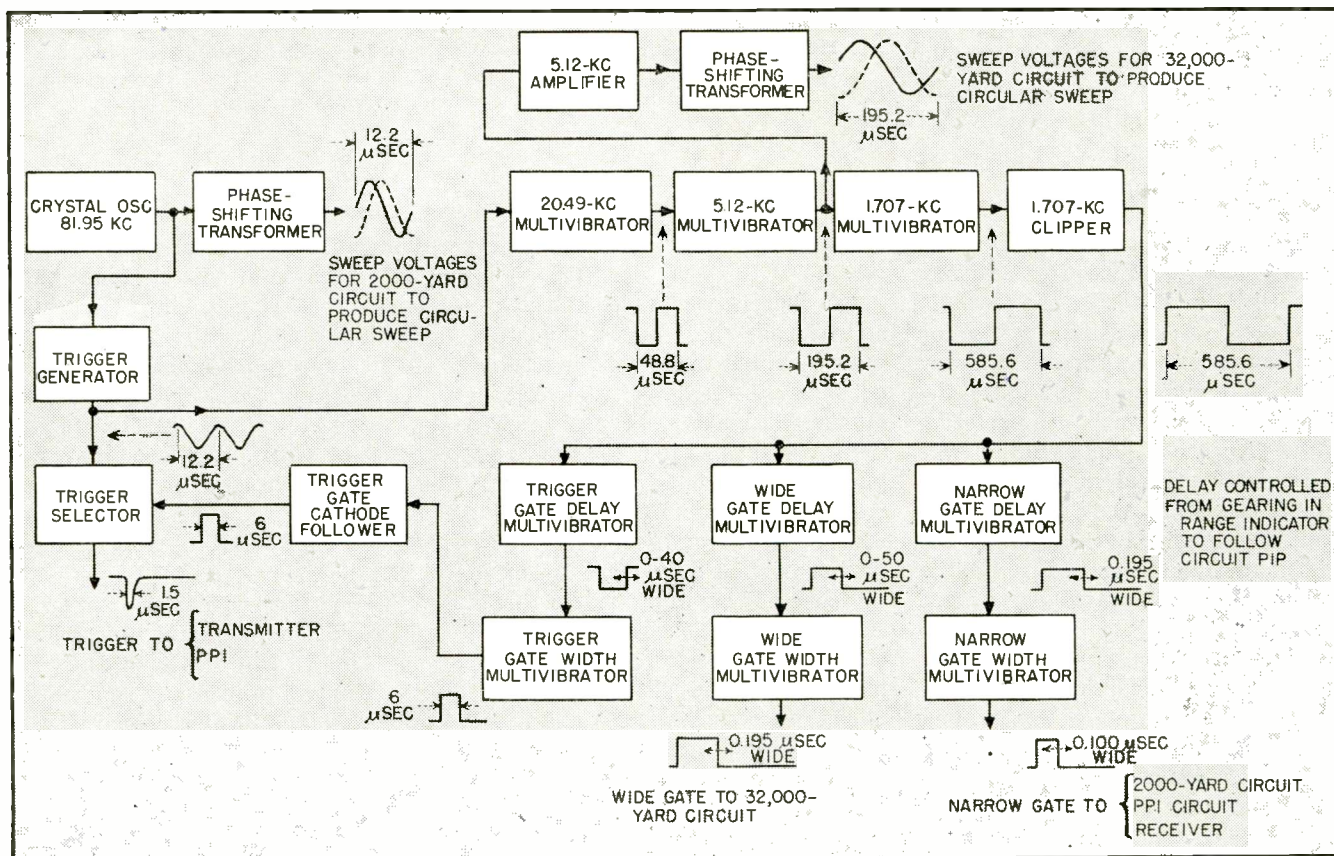 5.12-KC
AMPLIFIER
PHASE-
SHIFTING
TRANSFORMER
SWEEP VOLTAGES FOR 32,000-
YARD CIRCUIT TO PRODUCE
CIRCULAR SWEEP
195.2
μSEC
12.2
μSEC
CRYSTAL OSC
81.95 KC
PHASE-
SHIFTING
TRANSFORMER
SWEEP VOLTAGES
FOR 2000-YARD
CIRCUIT TO
PRODUCE CIRCU-
LAR SWEEP
20.49-KC
MULTIVIBRATOR
5.12-KC
MULTIVIBRATOR
1.707-KC
MULTIVIBRATOR
1.707-KC
CLIPPER
48.8
μSEC
195.2
μSEC
585.6
μSEC
585.6
μSEC
TRIGGER
GENERATOR
12.2
μSEC
TRIGGER
SELECTOR
6
μSEC
TRIGGER
GATE
CATHODE
FOLLOWER
TRIGGER
GATE DELAY
MULTIVIBRATOR
WIDE
GATE DELAY
MULTIVIBRATOR
NARROW
GATE DELAY
MULTIVIBRATOR
DELAY CONTROLLED
FROM GEARING IN
RANGE INDICATOR
TO FOLLOW
CIRCUIT PIP
0-40
μSEC
WIDE
0-50
μSEC
WIDE
0.195
μSEC
WIDE
1.5
μSEC
TRIGGER TO
TRANSMITTER
PPI
TRIGGER
GATE WIDTH
MULTIVIBRATOR
WIDE
GATE WIDTH
MULTIVIBRATOR
NARROW
GATE WIDTH
MULTIVIBRATOR
6
μSEC
0.195 μSEC
WIDE
0.100 μSEC
WIDE
WIDE GATE TO 32,000-
YARD CIRCUIT
NARROW GATE TO
2000-YARD CIRCUIT
PPI CIRCUIT
RECEIVER